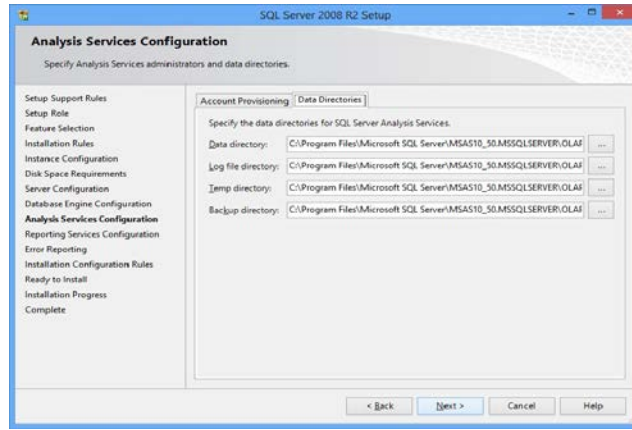 SQL Server 2008 R2 Setup
Analysis Services Configuration
Specify Analysis Services administrators and data directories.
Setup Support Rules
Setup Role
Feature Selection
Installation Rules
Instance Configuration
Disk Space Requirements
Server Configuration
Database Engine Configuration
Analysis Services Configuration
Reporting Services Configuration
Error Reporting
Installation Configuration Rules
Ready to Install
Installation Progress
Complete
Account Provisioning Data Directories
Specify the data directories for SQL Server Analysis Services.
Data directory: C:\Program Files\Microsoft SQL Server\MSAS10_50.MSSQLSERVER\OLAP ...
Log file directory: C:\Program Files\Microsoft SQL Server\MSAS10_50.MSSQLSERVER\OLAP ...
Temp directory: C:\Program Files\Microsoft SQL Server\MSAS10_50.MSSQLSERVER\OLAP ...
Backup directory: C:\Program Files\Microsoft SQL Server\MSAS10_50.MSSQLSERVER\OLAP ...
< Back Next > Cancel Help